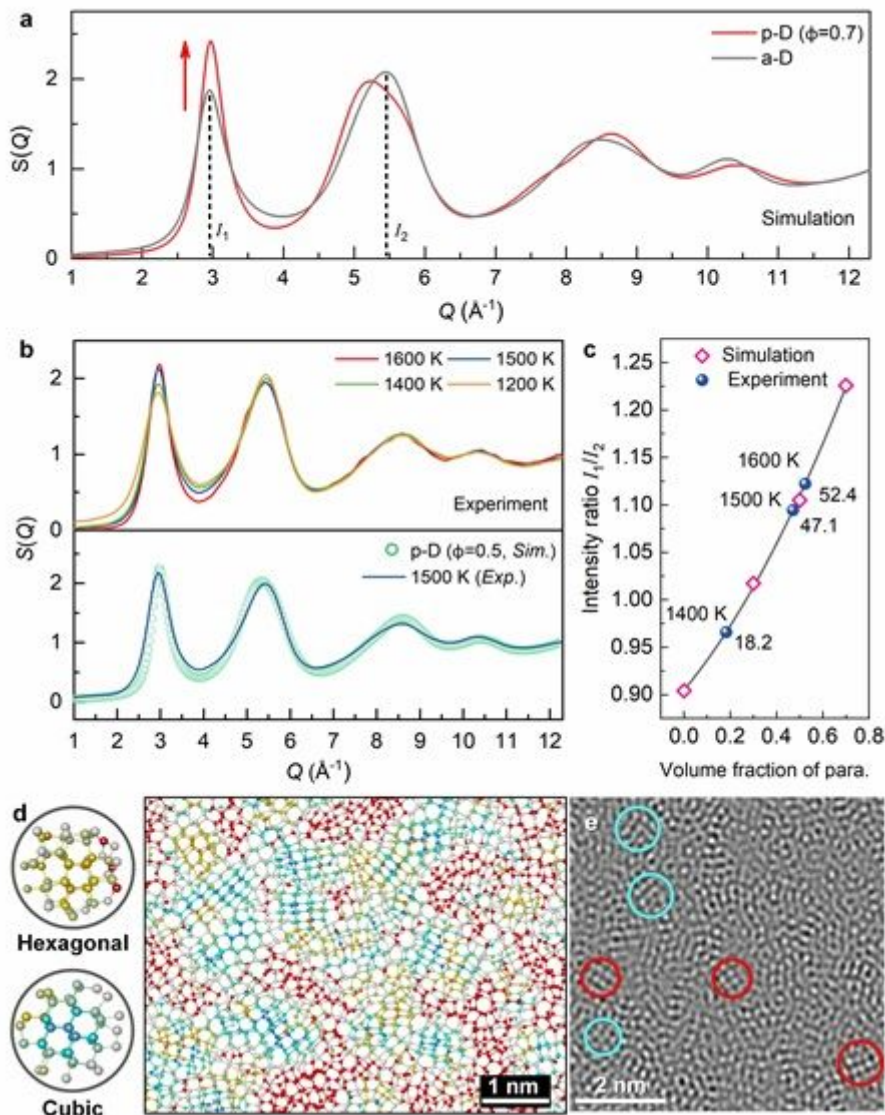 a
p-D (ϕ=0.7)
a-D
S(Q)
2
1
0
I1
I2
Simulation
1 2 3 4 5 6 7 8 9 10 11 12
Q (Å-1)
b
1600 K 1500 K
1400 K 1200 K
2
1
0
Experiment
S(Q)
p-D (ϕ=0.5, Sim.)
1500 K (Exp.)
2
1
0
1 2 3 4 5 6 7 8 9 10 11 12
Q (Å-1)
c
Simulation
Experiment
Intensity ratio I1/I2
1.25
1.20
1.15
1.10
1.05
1.00
0.95
0.90
1600 K
52.4
1500 K
47.1
1400 K
18.2
0.0 0.2 0.4 0.6 0.8
Volume fraction of para.
d
Hexagonal
Cubic
1 nm
e
2 nm